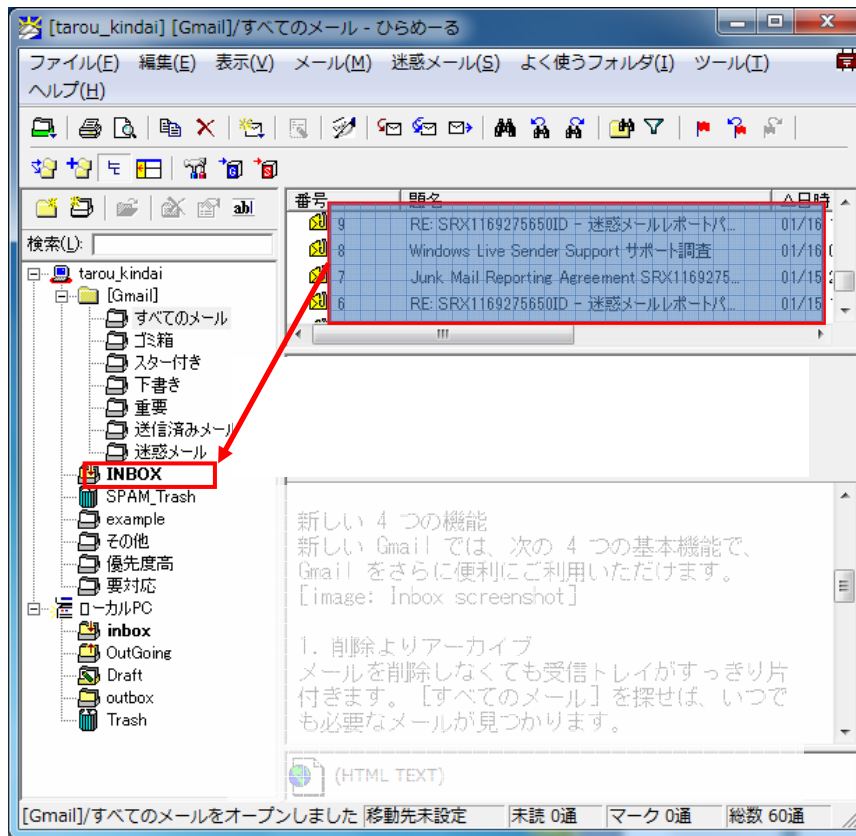 [tarou_kindai] [Gmail]/すべてのメール - ひらめーる
ファイル(F) 編集(E) 表示(V) メール(M) 迷惑メール(S) よく使うフォルダ(I) ツール(T)
ヘルプ(H)
abl
検索(L):
番号 題名 △日時
9 RE: SRX1169275650ID - 迷惑メールレポートパ... 01/16
8 Windows Live Sender Support サポート調査 01/16
7 Junk Mail Reporting Agreement SRX1169275... 01/15
6 RE: SRX1169275650ID - 迷惑メールレポートパ... 01/15
tarou_kindai
[Gmail]
すべてのメール
ゴミ箱
スター付き
下書き
重要
送信済みメール
迷惑メール
INBOX
SPAM_Trash
example
その他
優先度高
要対応
ローカルPC
inbox
OutGoing
Draft
outbox
Trash
新しい 4 つの機能
新しい Gmail では、次の 4 つの基本機能で、
Gmail をさらに便利にご利用いただけます。
[image: Inbox screenshot]
1. 削除よりアーカイブ
メールを削除しなくても受信トレイがすっきり片
付きます。 [すべてのメール] を探せば、いつで
も必要なメールが見つかります。
(HTML TEXT)
[Gmail]/すべてのメールをオープンしました 移動先未設定 未読 0通 マーク 0通 総数 60通